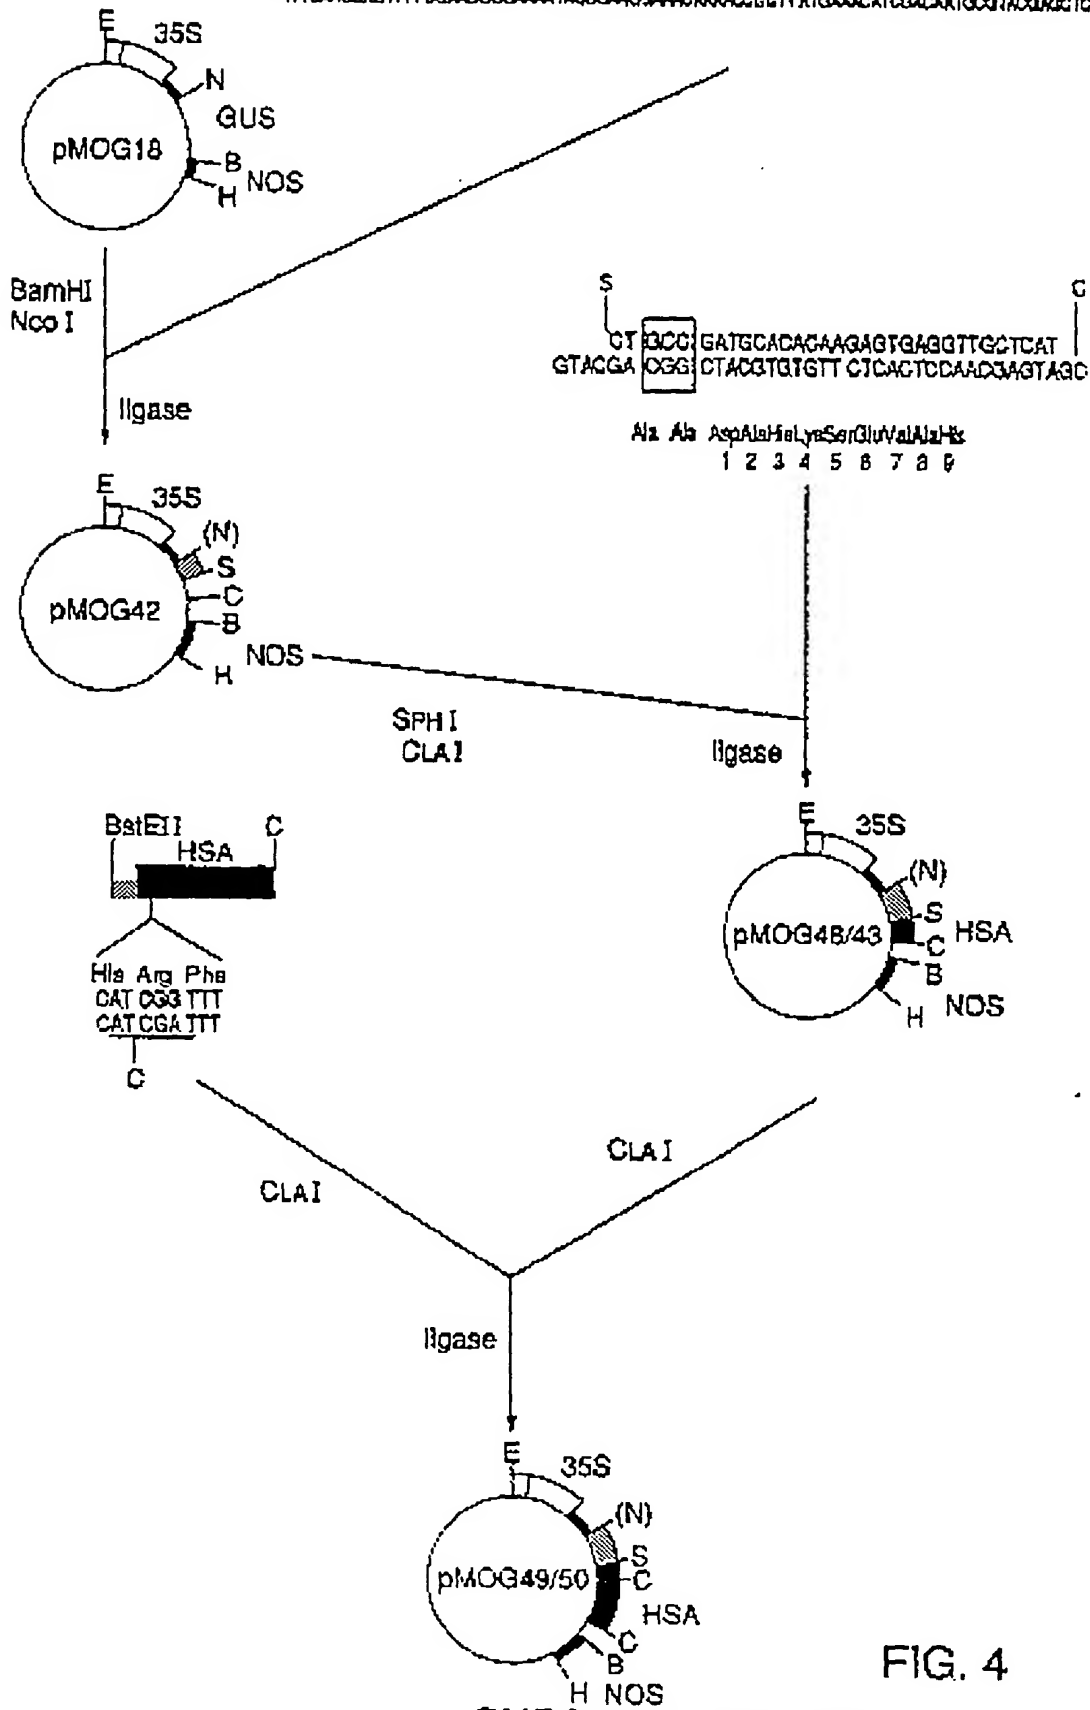 E
35S
N
GUS
pMOG18
B
H NOS
BamHI
Nco I
ligase
S
C
CT GCC GATGCACACAAGAGTGAGGTTGCTCAT
GTACGA CGG CTACGTGTGTT CTCACTCCAACGAGTAGC
Ala Ala AspAlaHisLysSerGluValAlaHis
1 2 3 4 5 6 7 8 9
E
35S
(N)
S
pMOG42
C
B
H NOS
SPH I
CLA I
ligase
BstEII C
HSA
His Arg Phe
CAT CGG TTT
CAT CGA TTT
C
E
35S
(N)
S
pMOG48/43
C HSA
B
H NOS
CLA I
CLA I
ligase
E
35S
(N)
S
C
pMOG49/50
HSA
C
B
H NOS
FIG. 4